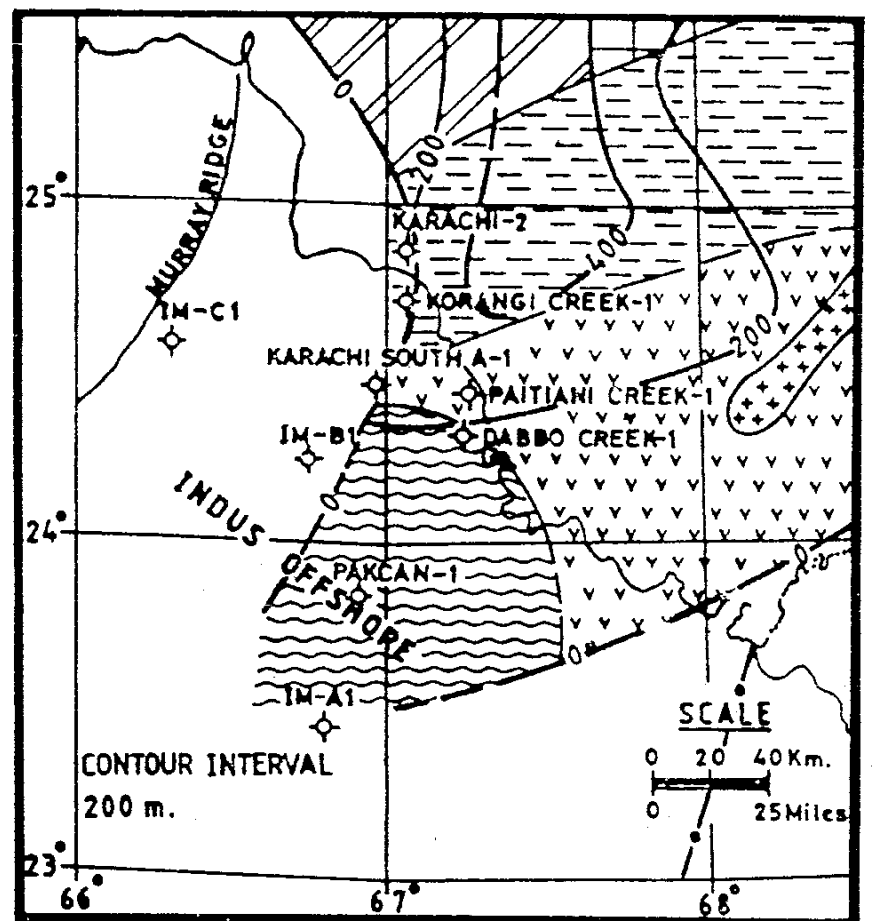 0
200
MURRAY RIDGE
25°
KARACHI-2
400
KORANGI CREEK-1
IM-C1
200
KARACHI SOUTH A-1
PAITIANI CREEK-1
IM-B1
DABBO CREEK-1
0
INDUS OFFSHORE
24°
PAKCAN-1
0
IM-A1
SCALE
0 20 40 Km.
0 25 Miles
CONTOUR INTERVAL
200 m.
23°
66° 67° 68°